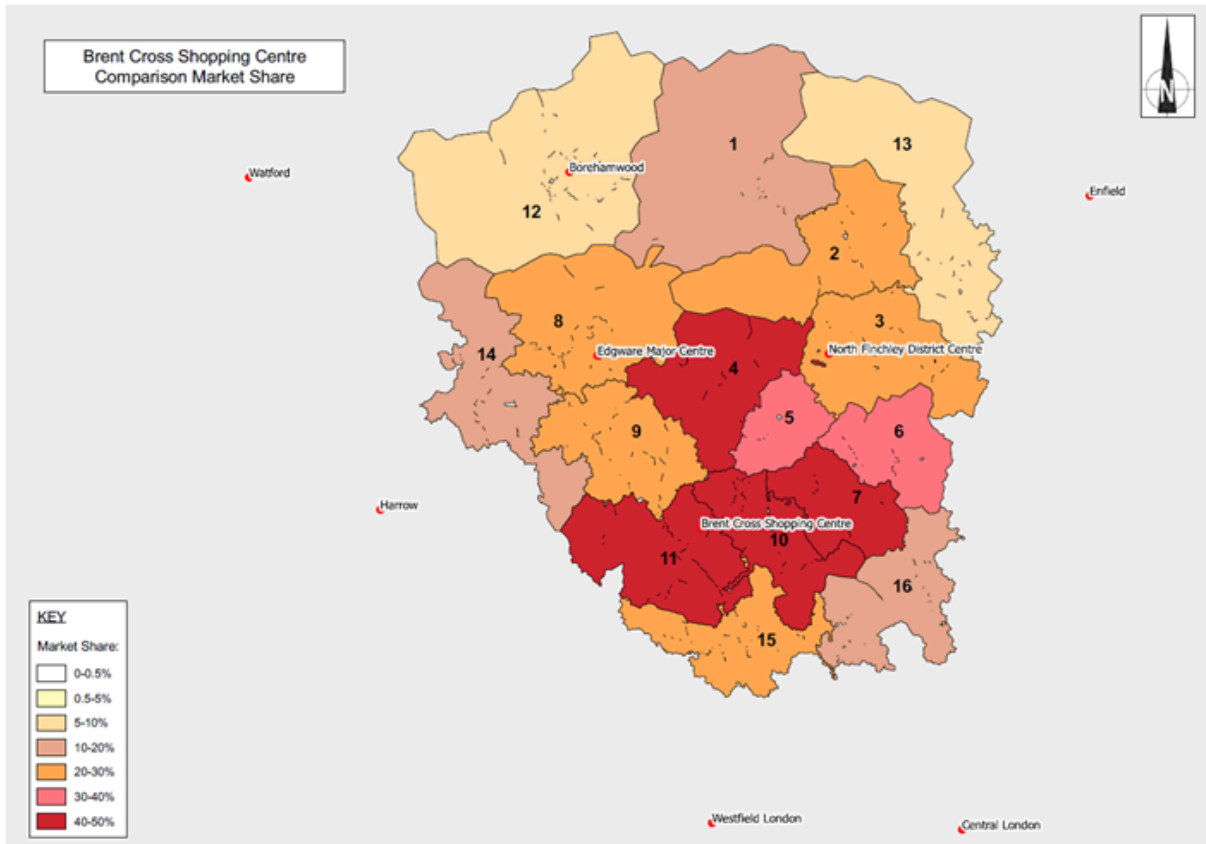 Brent Cross Shopping Centre
Comparison Market Share
N
1
13
Watford
Borehamwood
Enfield
12
2
8
3
14
Edgware Major Centre
4
North Finchley District Centre
5
9
6
Harrow
7
Brent Cross Shopping Centre
10
11
16
15
KEY
Market Share:
0-0.5%
0.5-5%
5-10%
10-20%
20-30%
30-40%
40-50%
Westfield London
Central London